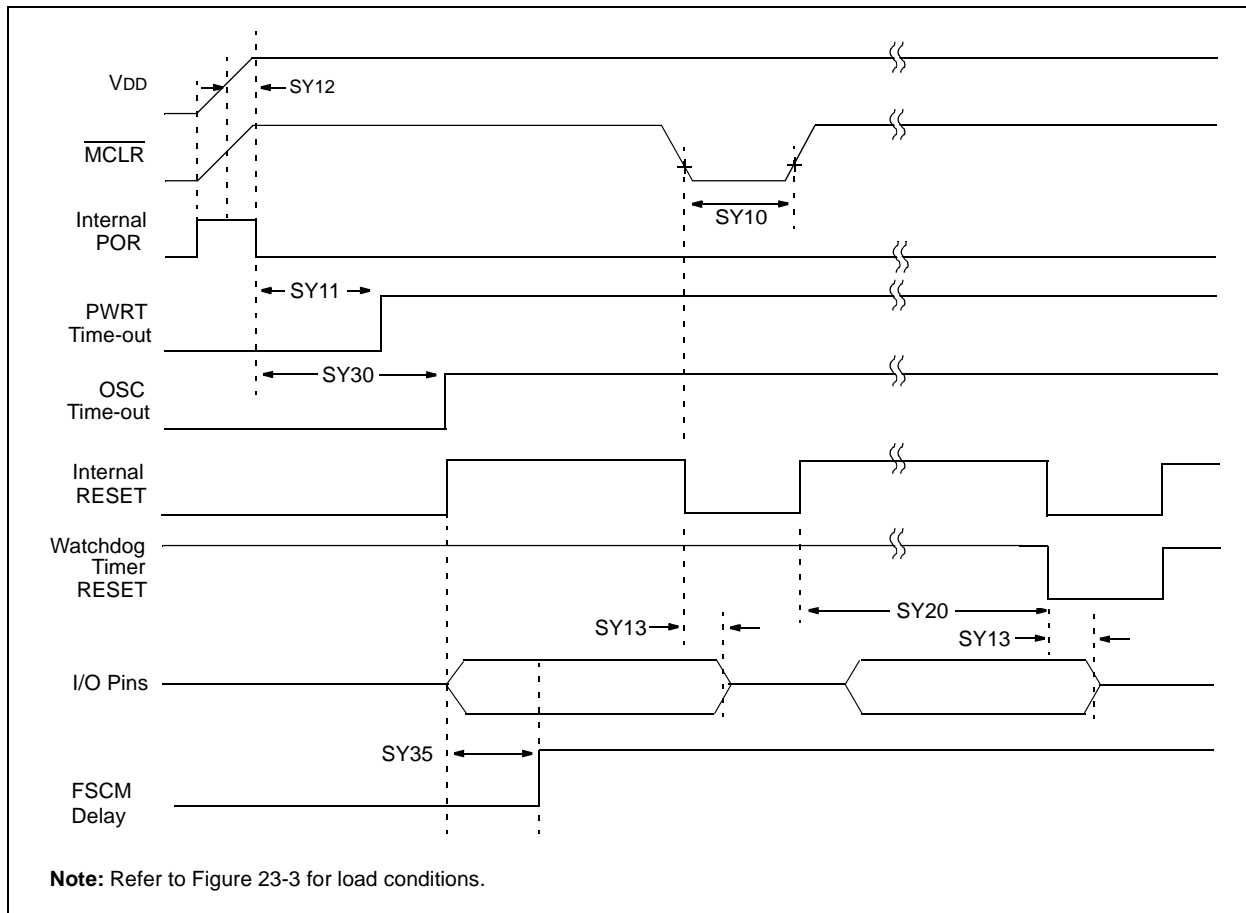 VDD
SY12
MCLR
SY10
Internal
POR
SY11
PWRT
Time-out
SY30
OSC
Time-out
Internal
RESET
Watchdog
Timer
RESET
SY20
SY13
SY13
I/O Pins
SY35
FSCM
Delay
Note: Refer to Figure 23-3 for load conditions.